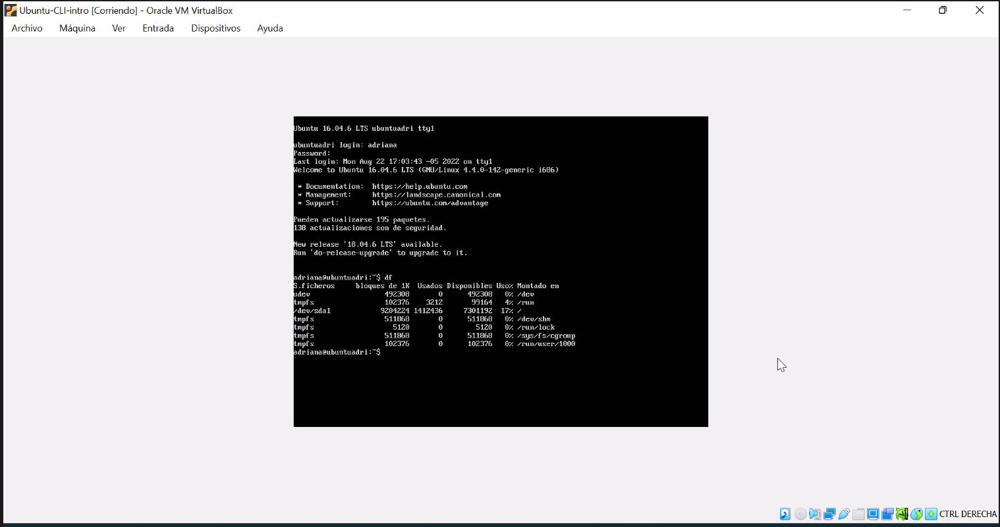 Ubuntu-CLI-intro [Corriendo] - Oracle VM VirtualBox
Archivo Máquina Ver Entrada Dispositivos Ayuda
Ubuntu 16.04.6 LTS ubuntuadri tty1
ubuntuadri login: adriana
Password:
Last login: Mon Aug 22 17:03:43 -05 2022 on tty1
Welcome to Ubuntu 16.04.6 LTS (GNU/Linux 4.4.0-142-generic i686)
* Documentation: https://help.ubuntu.com
* Management: https://landscape.canonical.com
* Support: https://ubuntu.com/advantage
Pueden actualizarse 195 paquetes.
138 actualizaciones son de seguridad.
New release '18.04.6 LTS' available.
Run 'do-release-upgrade' to upgrade to it.
adriana@ubuntuadri:~$ df
S.ficheros bloques de 1K Usados Disponibles Uso% Montado en
udev 492308 0 492308 0% /dev
tmpfs 102376 3212 99164 4% /run
/dev/sda1 9204224 1412436 7301192 17% /
tmpfs 511868 0 511868 0% /dev/shm
tmpfs 5120 0 5120 0% /run/lock
tmpfs 511868 0 511868 0% /sys/fs/cgroup
tmpfs 102376 0 102376 0% /run/user/1000
adriana@ubuntuadri:~$
CTRL DERECHA